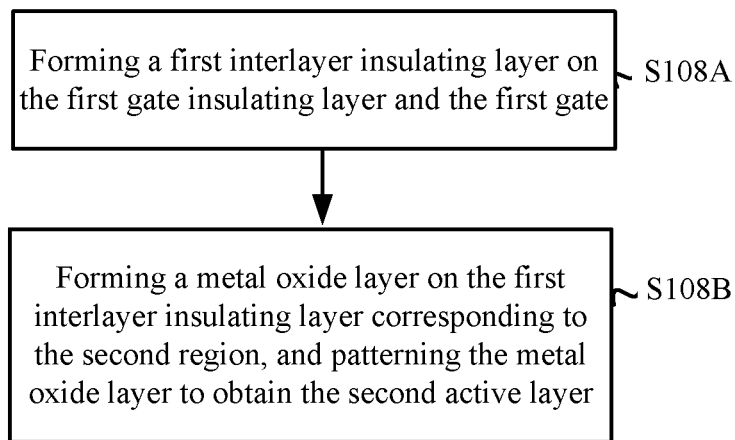 Forming a first interlayer insulating layer on
the first gate insulating layer and the first gate
S108A
Forming a metal oxide layer on the first
interlayer insulating layer corresponding to
the second region, and patterning the metal
oxide layer to obtain the second active layer
S108B